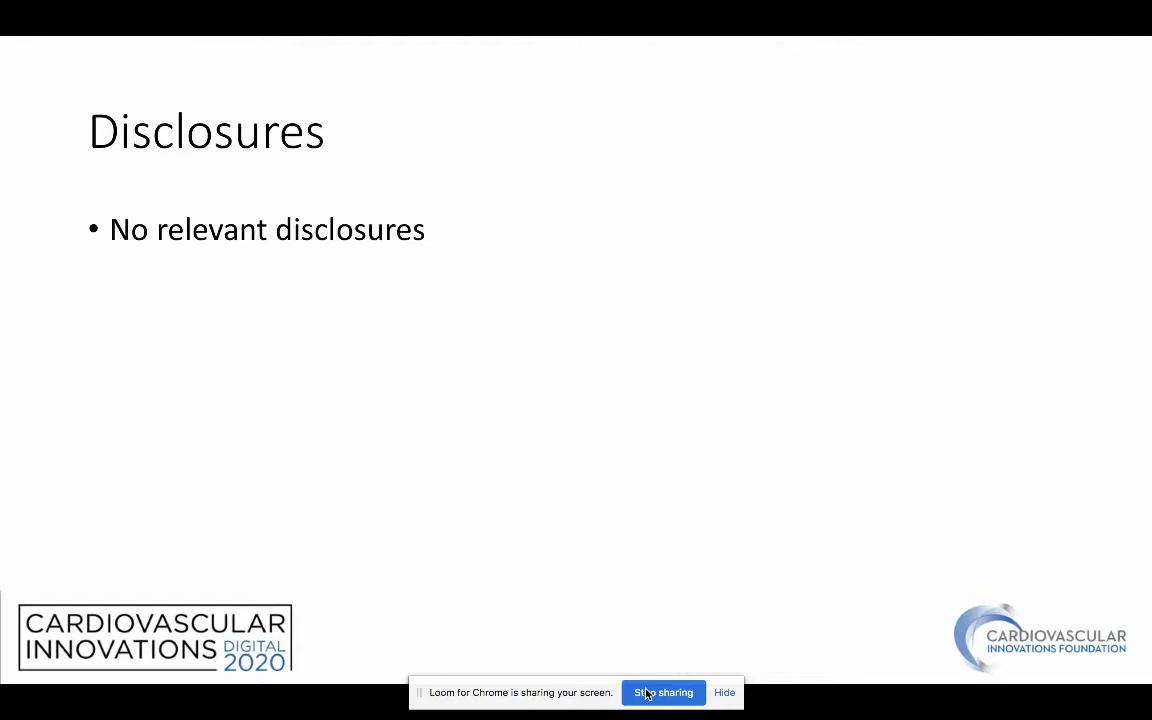 Disclosures
• No relevant disclosures
CARDIOVASCULAR
INNOVATIONS DIGITAL 2020
CARDIOVASCULAR
INNOVATIONS FOUNDATION
Loom for Chrome is sharing your screen. Stop sharing Hide